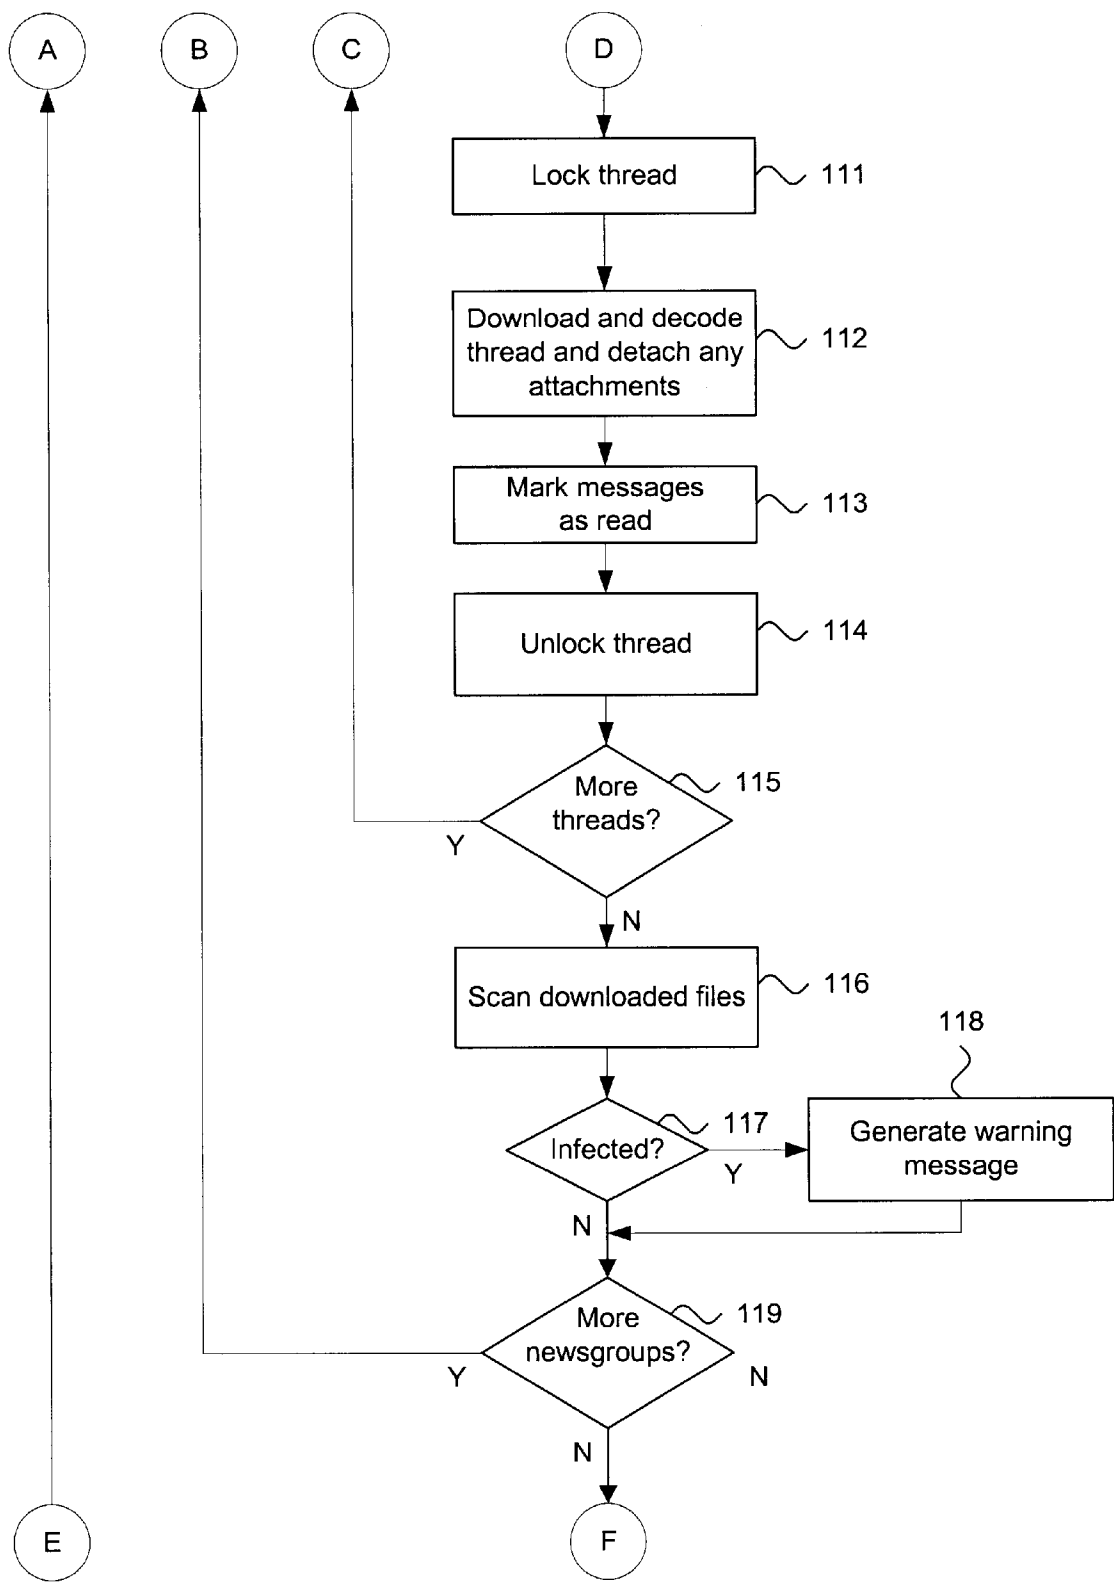 A
B
C
D
Lock thread
111
Download and decode
thread and detach any
attachments
112
Mark messages
as read
113
Unlock thread
114
More
threads?
115
Y
N
Scan downloaded files
116
118
Infected?
117
Y
Generate warning
message
N
More
newsgroups?
119
Y
N
N
E
F